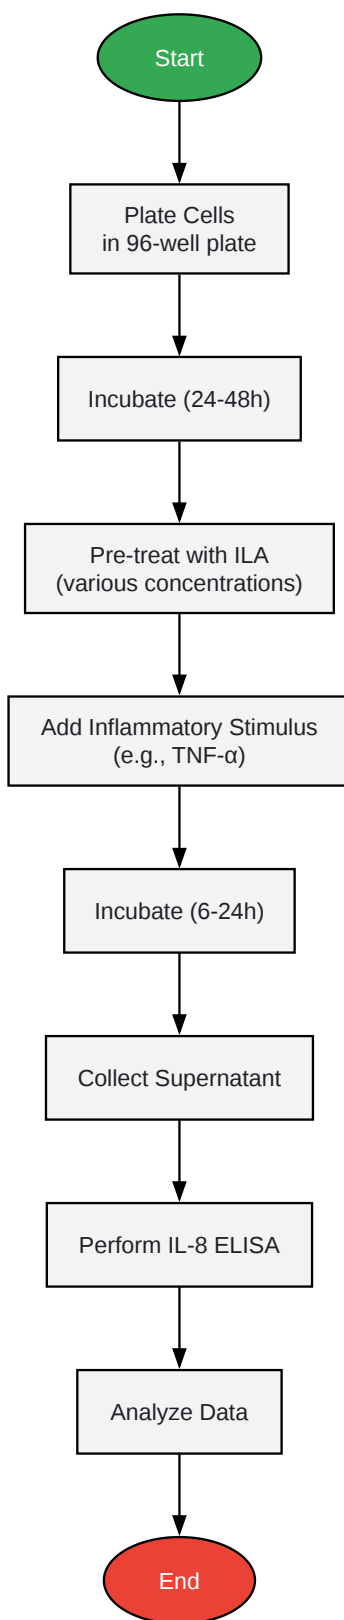 Start
Plate Cells
in 96-well plate
Incubate (24-48h)
Pre-treat with ILA
(various concentrations)
Add Inflammatory Stimulus
(e.g., TNF-α)
Incubate (6-24h)
Collect Supernatant
Perform IL-8 ELISA
Analyze Data
End